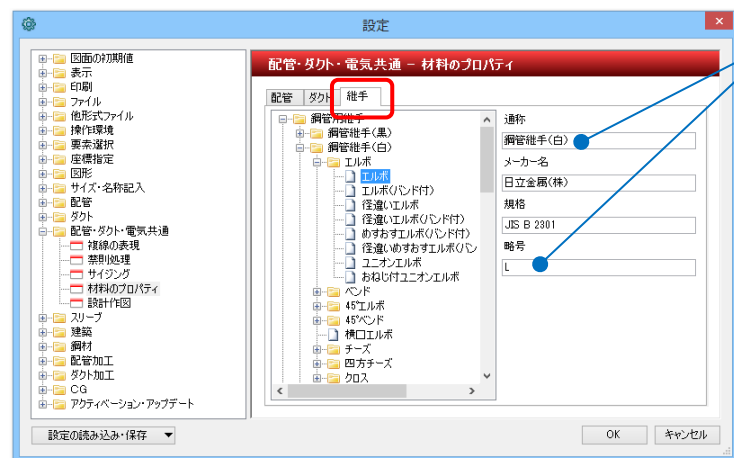 設定
図面の初期値
表示
印刷
ファイル
他形式ファイル
操作環境
要素選択
座標指定
図形
サイズ・名称記入
配管
ダクト
配管・ダクト・電気共通
複線の表現
禁則処理
サイジング
材料のプロパティ
設計作図
スリーブ
建築
鋼材
配管加工
ダクト加工
CG
アクティベーション・アップデート
配管・ダクト・電気共通 － 材料のプロパティ
配管 ダクト 継手
鋼管用継手
鋼管継手(黒)
鋼管継手(白)
エルボ
エルボ
エルボ(バンド付)
径違いエルボ
径違いエルボ(バンド付)
めすおすエルボ(バンド付)
径違いめすおすエルボ(バン
ユニオンエルボ
おねじ付ユニオンエルボ
ベンド
45°エルボ
45°ベンド
横口エルボ
チーズ
四方チーズ
クロス
通称
鋼管継手(白)
メーカー名
日立金属(株)
規格
JIS B 2301
略号
L
設定の読み込み・保存
OK キャンセル